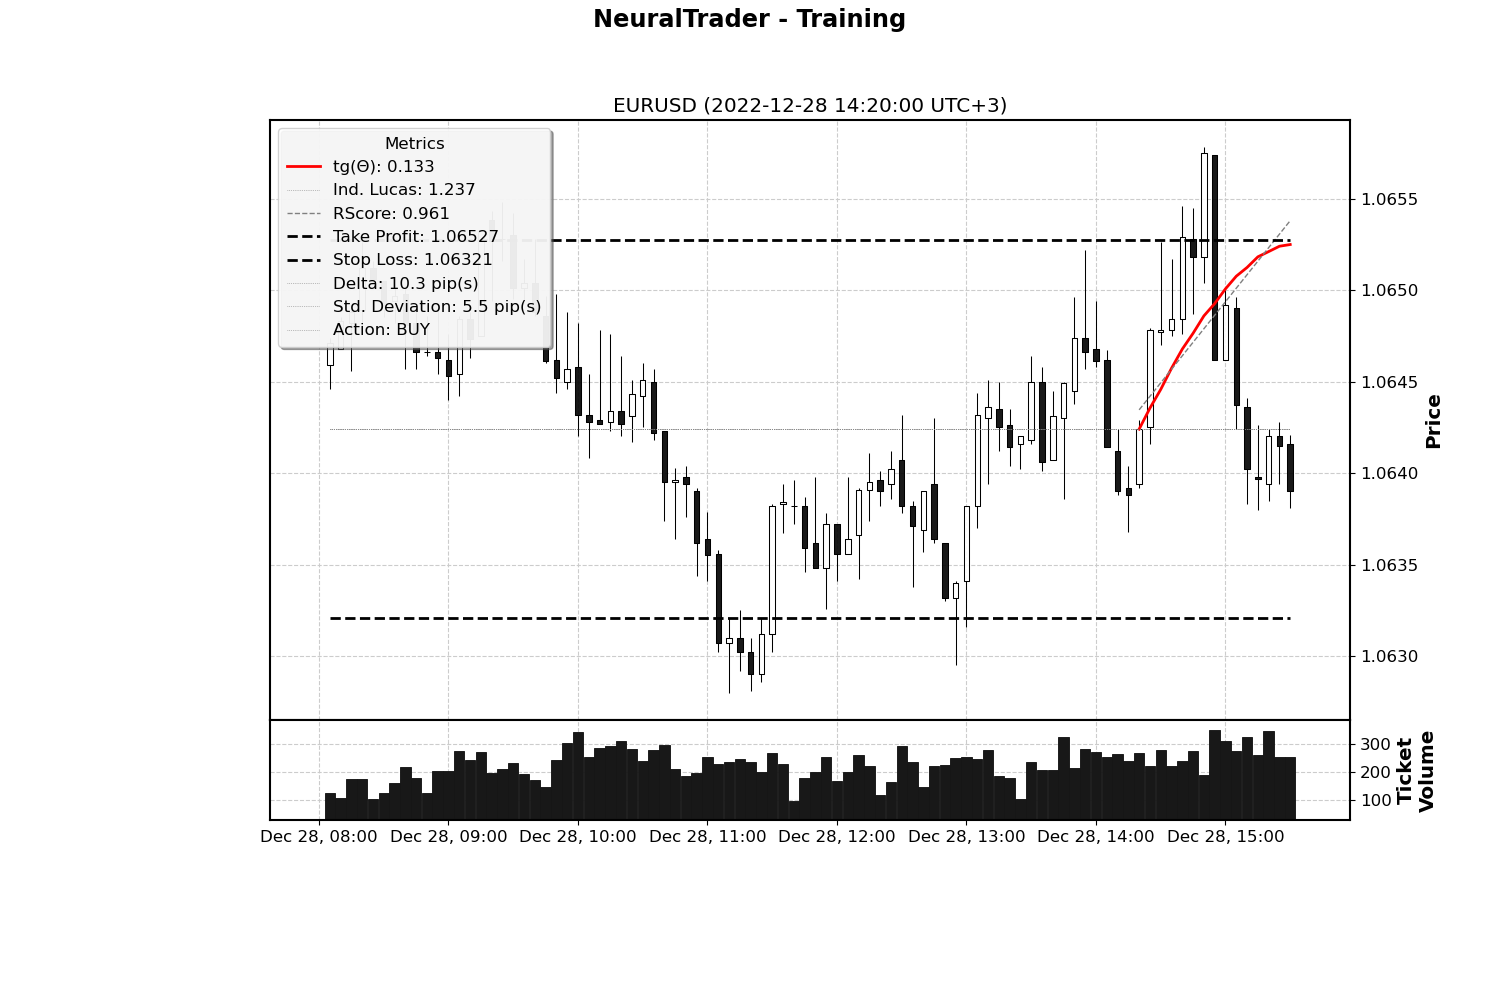 NeuralTrader - Training
EURUSD (2022-12-28 14:20:00 UTC+3)
Metrics
tg(Θ): 0.133
Ind. Lucas: 1.237
RScore: 0.961
Take Profit: 1.06527
Stop Loss: 1.06321
Delta: 10.3 pip(s)
Std. Deviation: 5.5 pip(s)
Action: BUY
1.0655
1.0650
1.0645
1.0640
1.0635
1.0630
Price
300
200
100
Ticket
Volume
Dec 28, 08:00 Dec 28, 09:00 Dec 28, 10:00 Dec 28, 11:00 Dec 28, 12:00 Dec 28, 13:00 Dec 28, 14:00 Dec 28, 15:00